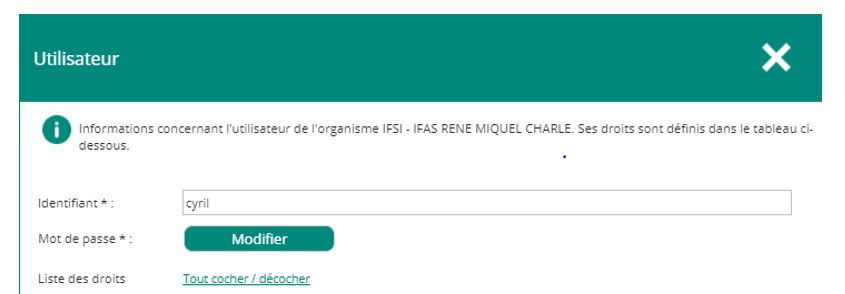 Utilisateur
Informations concernant l'utilisateur de l'organisme IFSI - IFAS RENE MIQUEL CHARLE. Ses droits sont définis dans le tableau ci-
dessous.
Identifiant * :
cyril
Mot de passe * :
Modifier
Liste des droits
Tout cocher / décocher